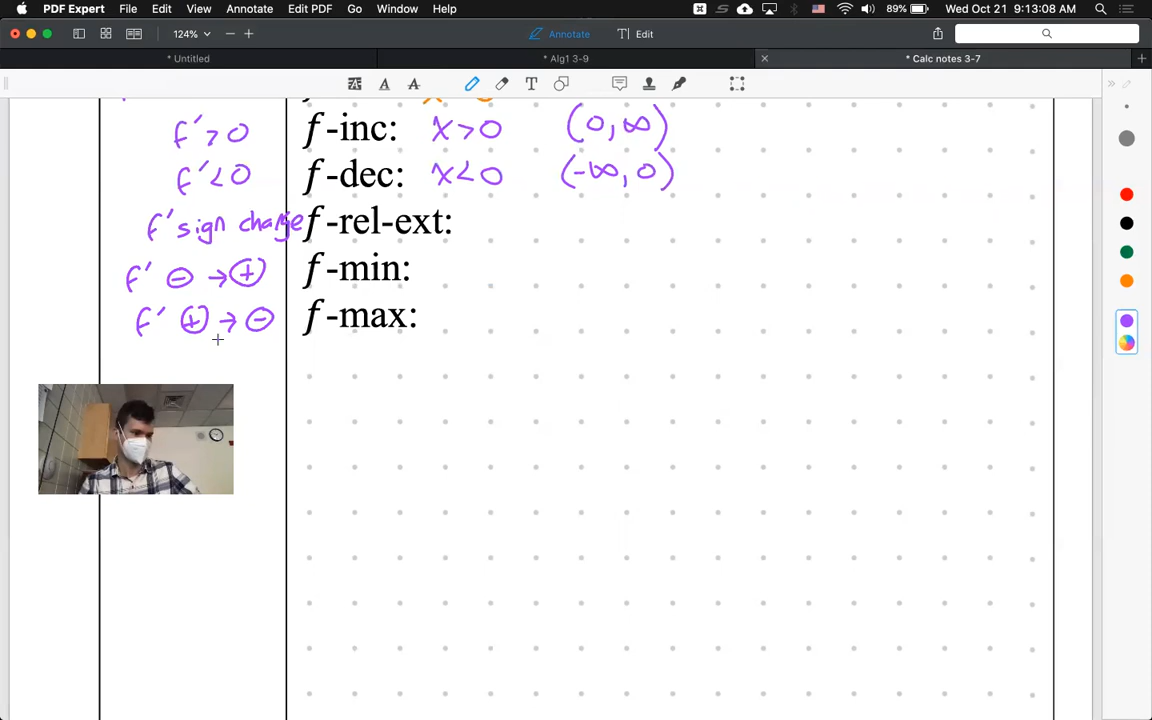 PDF Expert File Edit View Annotate Edit PDF Go Window Help 89% Wed Oct 21 9:13:08 AM
124% Annotate Edit
* Untitled * Alg1 3-9 * Calc notes 3-7
f′>0 f-inc: x>0 (0,∞)
f′<0 f-dec: x<0 (-∞,0)
f′sign change f-rel-ext:
f′ ⊖→⊕ f-min:
f′ ⊕→⊖ f-max: